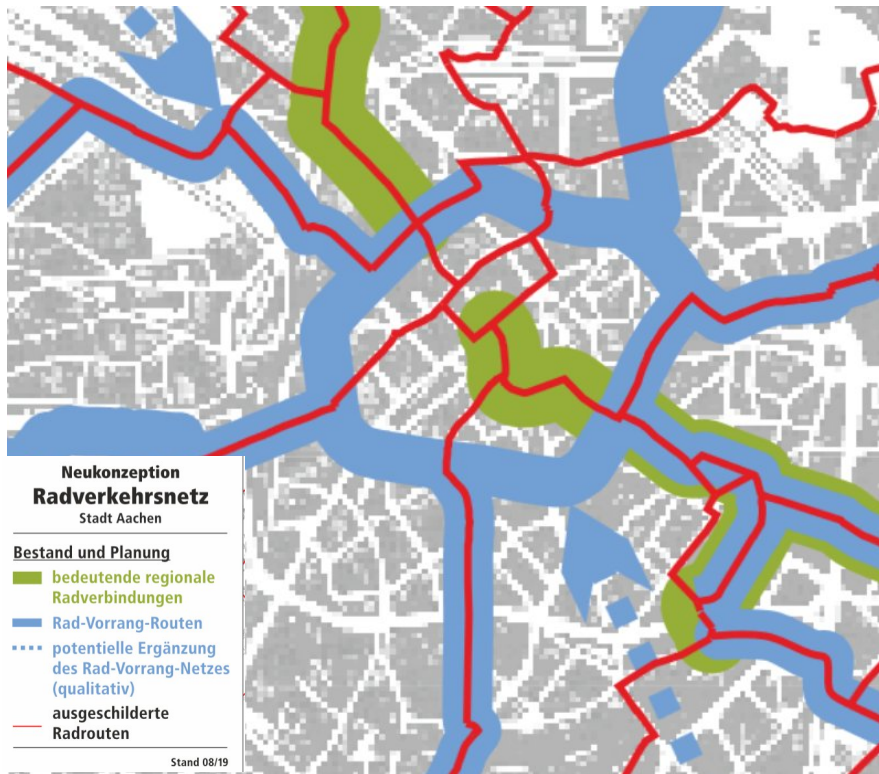 Neukonzeption
Radverkehrsnetz
Stadt Aachen
Bestand und Planung
bedeutende regionale
Radverbindungen
Rad-Vorrang-Routen
potentielle Ergänzung
des Rad-Vorrang-Netzes
(qualitativ)
ausgeschilderte
Radrouten
Stand 08/19